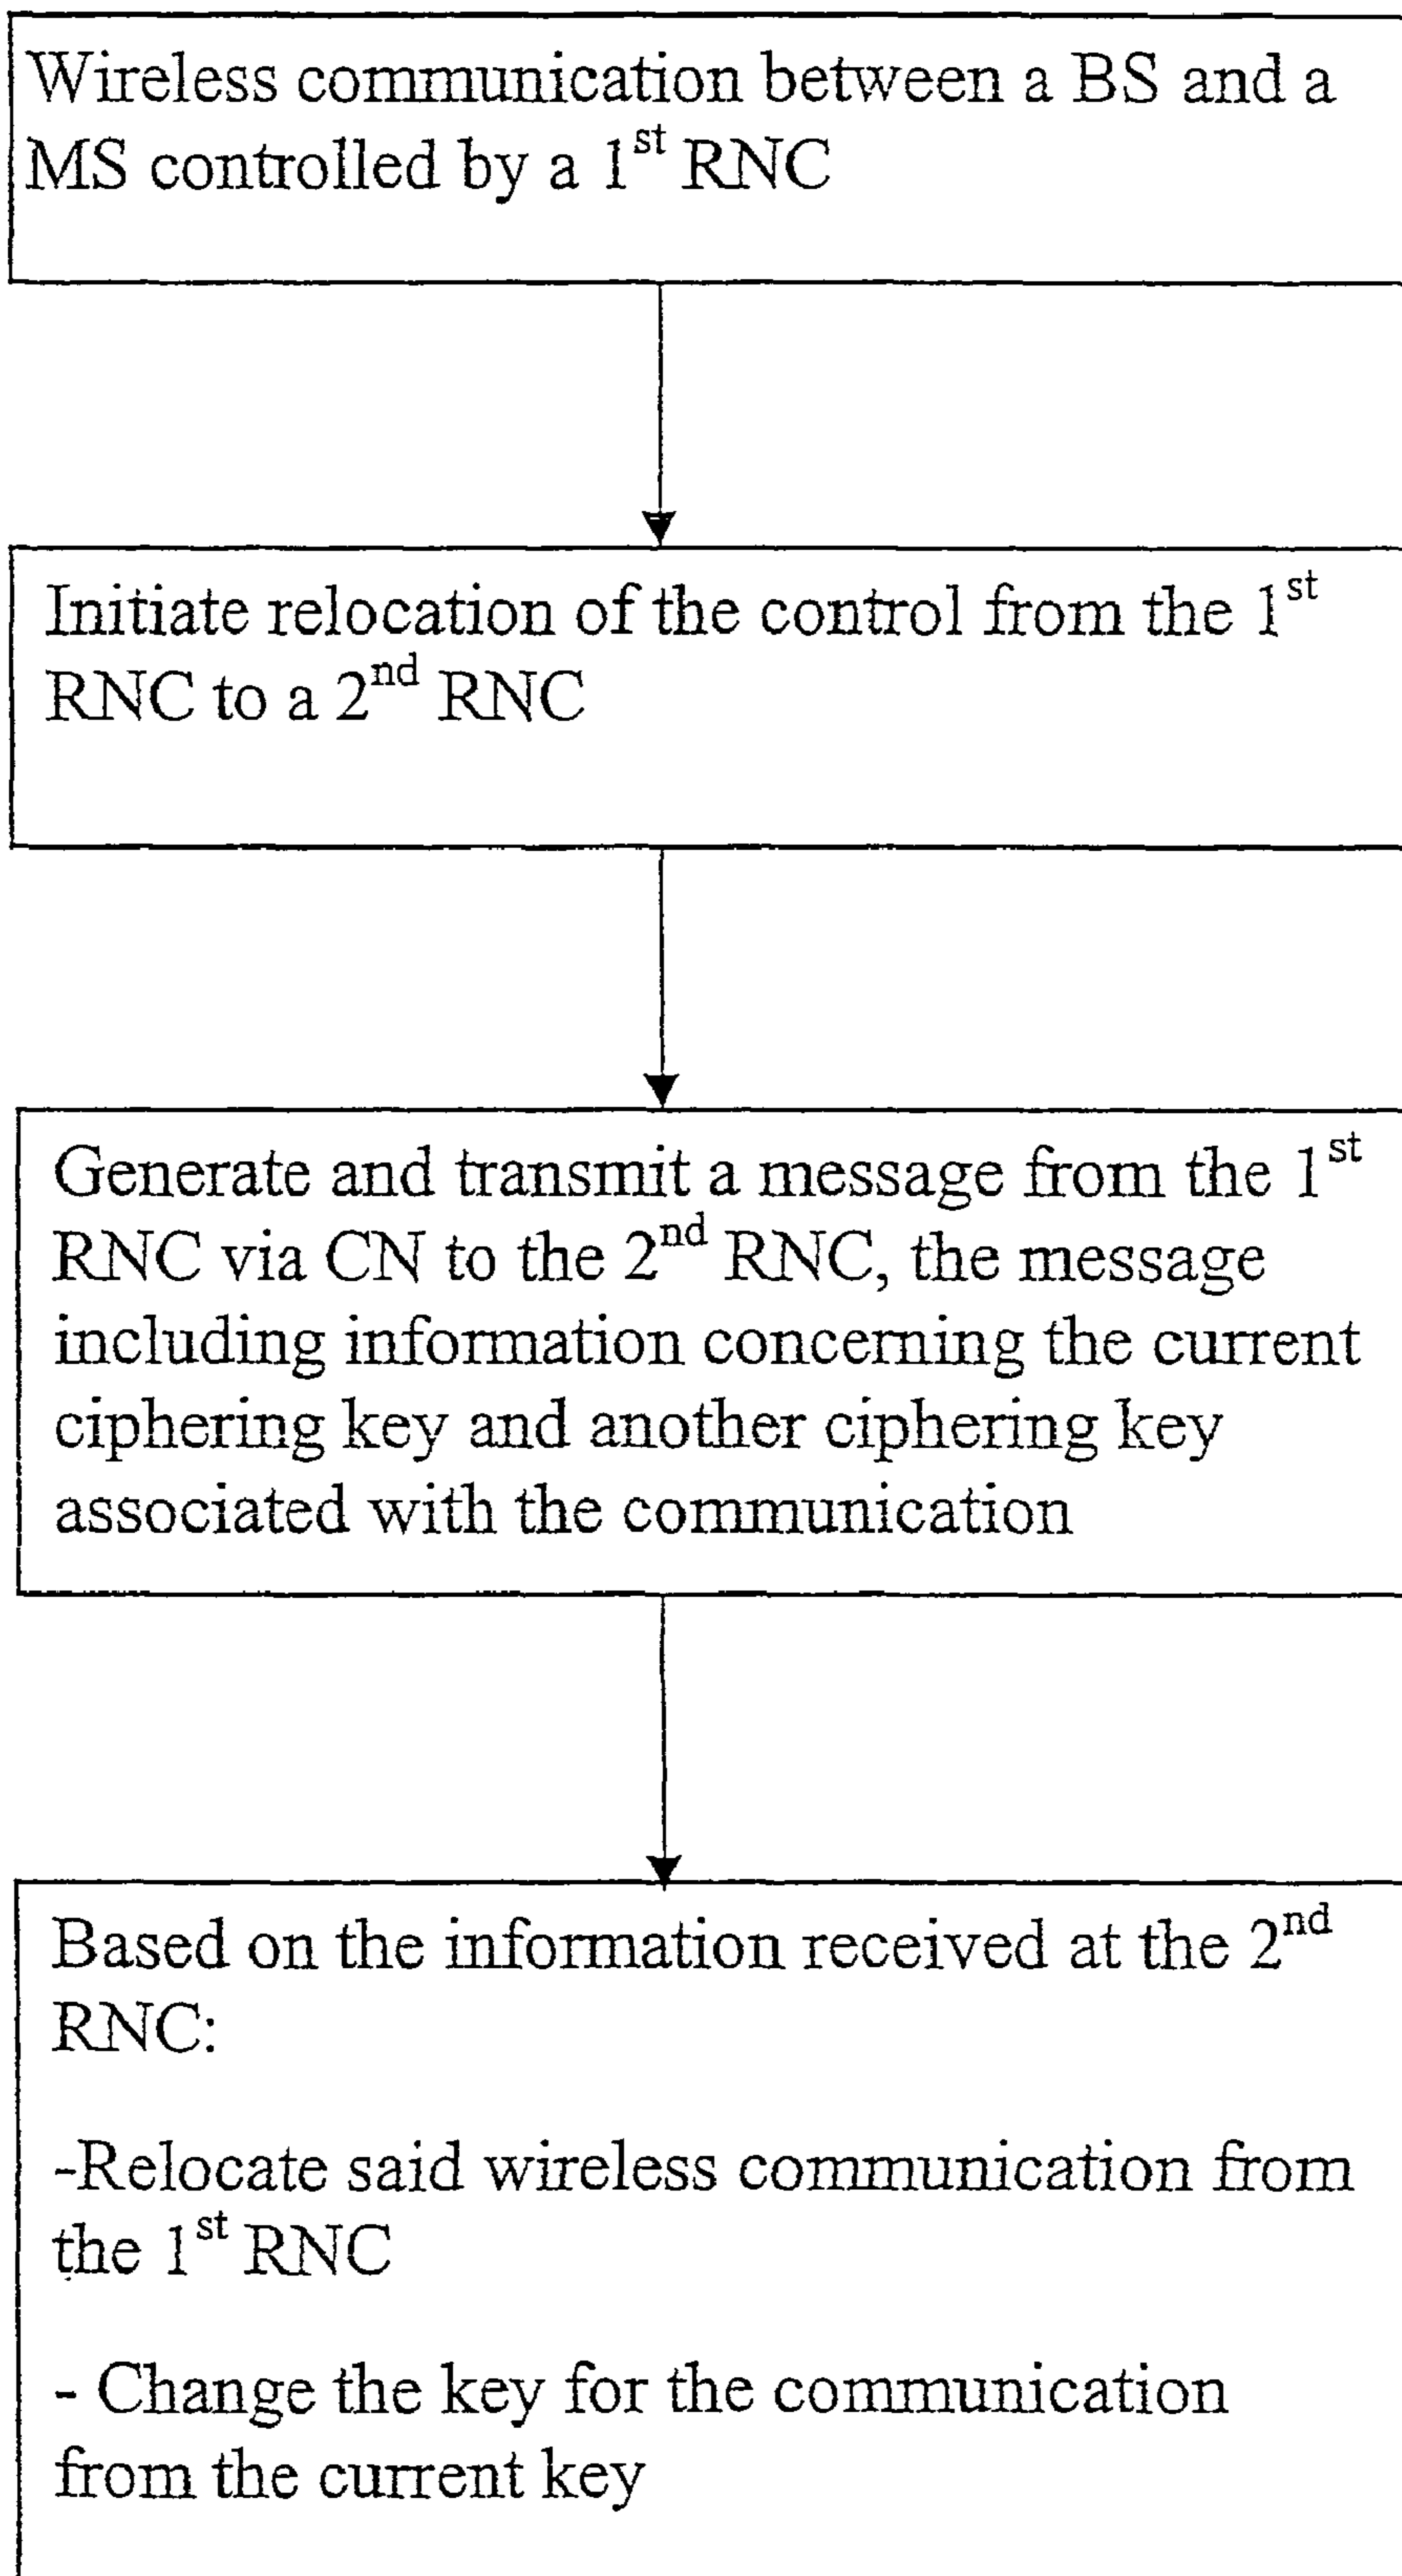 Wireless communication between a BS and a
MS controlled by a 1st RNC
Initiate relocation of the control from the 1st
RNC to a 2nd RNC
Generate and transmit a message from the 1st
RNC via CN to the 2nd RNC, the message
including information concerning the current
ciphering key and another ciphering key
associated with the communication
Based on the information received at the 2nd
RNC:
-Relocate said wireless communication from
the 1st RNC
- Change the key for the communication
from the current key